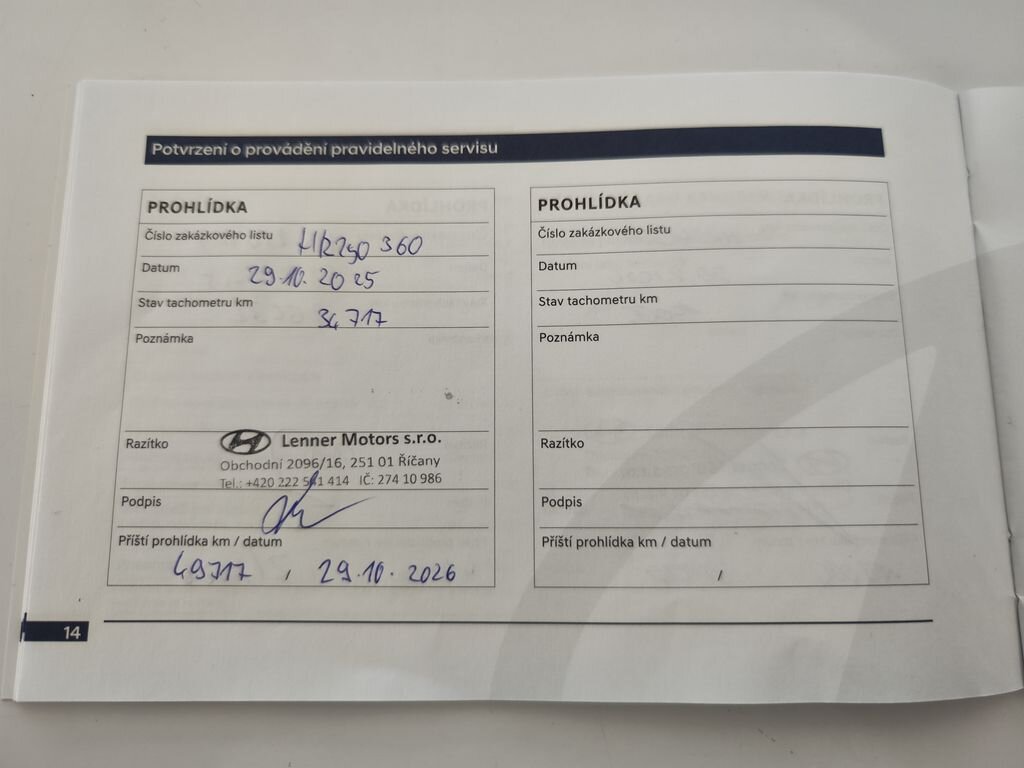 Potvrzení o provádění pravidelného servisu
PROHLÍDKA
Číslo zakázkového listu
Datum 29.10.2025
Stav tachometru km 34 717
Poznámka
Razítko
Lenner Motors s.r.o.
Obchodní 2096/16, 251 01 Říčany
Tel.: +420 222 541 414 IČ: 274 10 986
Podpis
Příští prohlídka km / datum
49717 / 29.10.2026
PROHLÍDKA
Číslo zakázkového listu
Datum
Stav tachometru km
Poznámka
Razítko
Podpis
Příští prohlídka km / datum
/
14